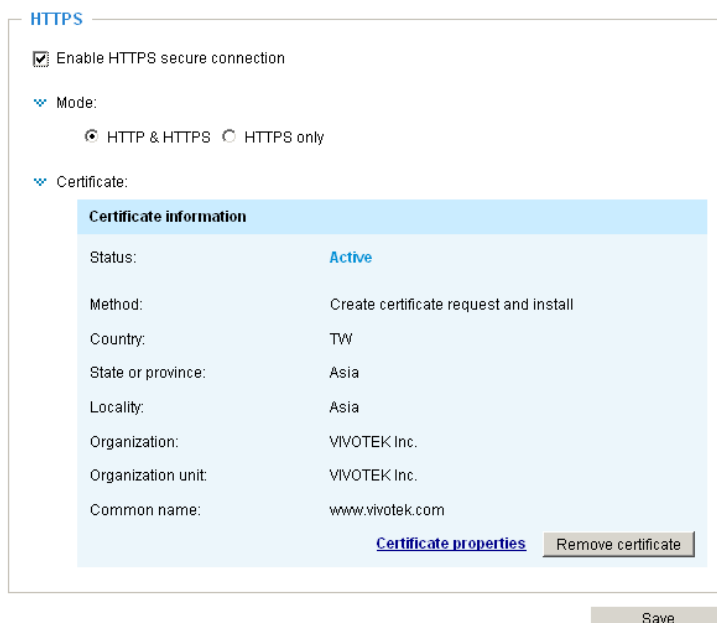 HTTPS
Enable HTTPS secure connection
Mode:
HTTP & HTTPS HTTPS only
Certificate:
Certificate information
Status: Active
Method: Create certificate request and install
Country: TW
State or province: Asia
Locality: Asia
Organization: VIVOTEK Inc.
Organization unit: VIVOTEK Inc.
Common name: www.vivotek.com
Certificate properties Remove certificate
Save